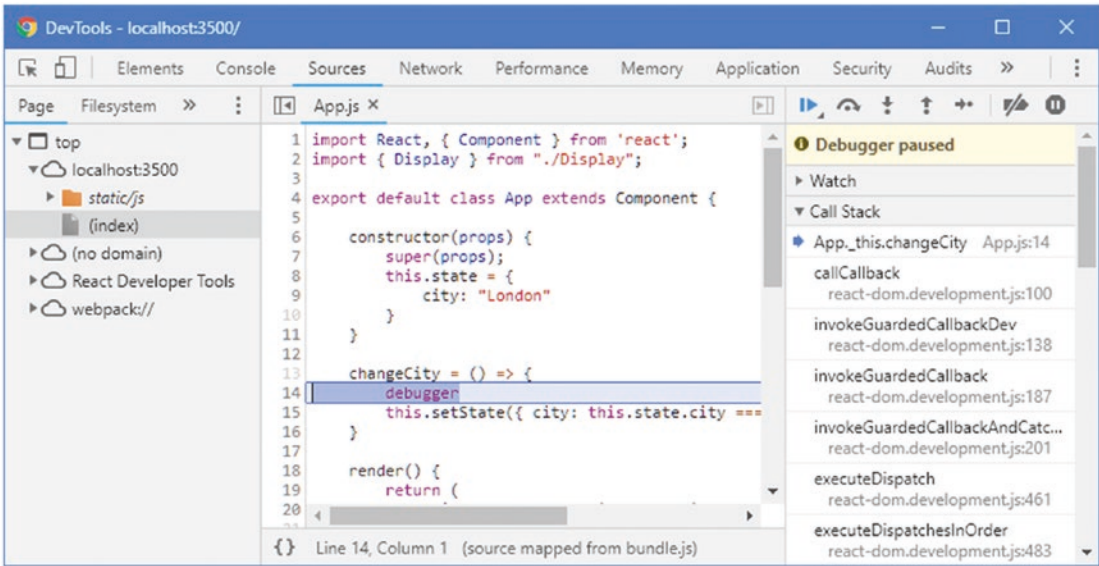 DevTools - localhost:3500/
Elements Console Sources Network Performance Memory Application Security Audits »
Page Filesystem »
App.js ×
top
localhost:3500
static/js
(index)
(no domain)
React Developer Tools
webpack://
1 import React, { Component } from 'react';
2 import { Display } from "./Display";
3
4 export default class App extends Component {
5
6 constructor(props) {
7 super(props);
8 this.state = {
9 city: "London"
10 }
11 }
12
13 changeCity = () => {
14 debugger
15 this.setState({ city: this.state.city ===
16 }
17
18 render() {
19 return (
20
{} Line 14, Column 1 (source mapped from bundle.js)
Debugger paused
Watch
Call Stack
App._this.changeCity App.js:14
callCallback
react-dom.development.js:100
invokeGuardedCallbackDev
react-dom.development.js:138
invokeGuardedCallback
react-dom.development.js:187
invokeGuardedCallbackAndCatc...
react-dom.development.js:201
executeDispatch
react-dom.development.js:461
executeDispatchesInOrder
react-dom.development.js:483